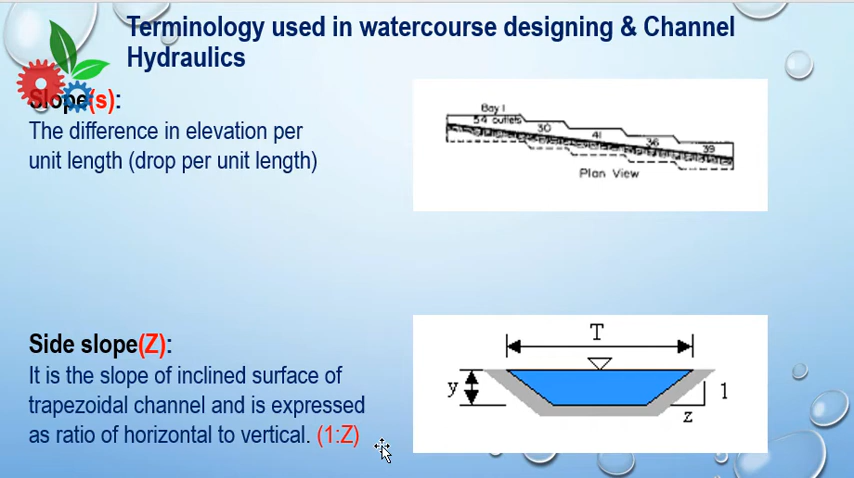 Terminology used in watercourse designing & Channel
Hydraulics
Slope(s):
The difference in elevation per
unit length (drop per unit length)
Bay 1
54 outlets
30
41
36
39
Plan View
Side slope(Z):
It is the slope of inclined surface of
trapezoidal channel and is expressed
as ratio of horizontal to vertical. (1:Z)
T
y
1
z